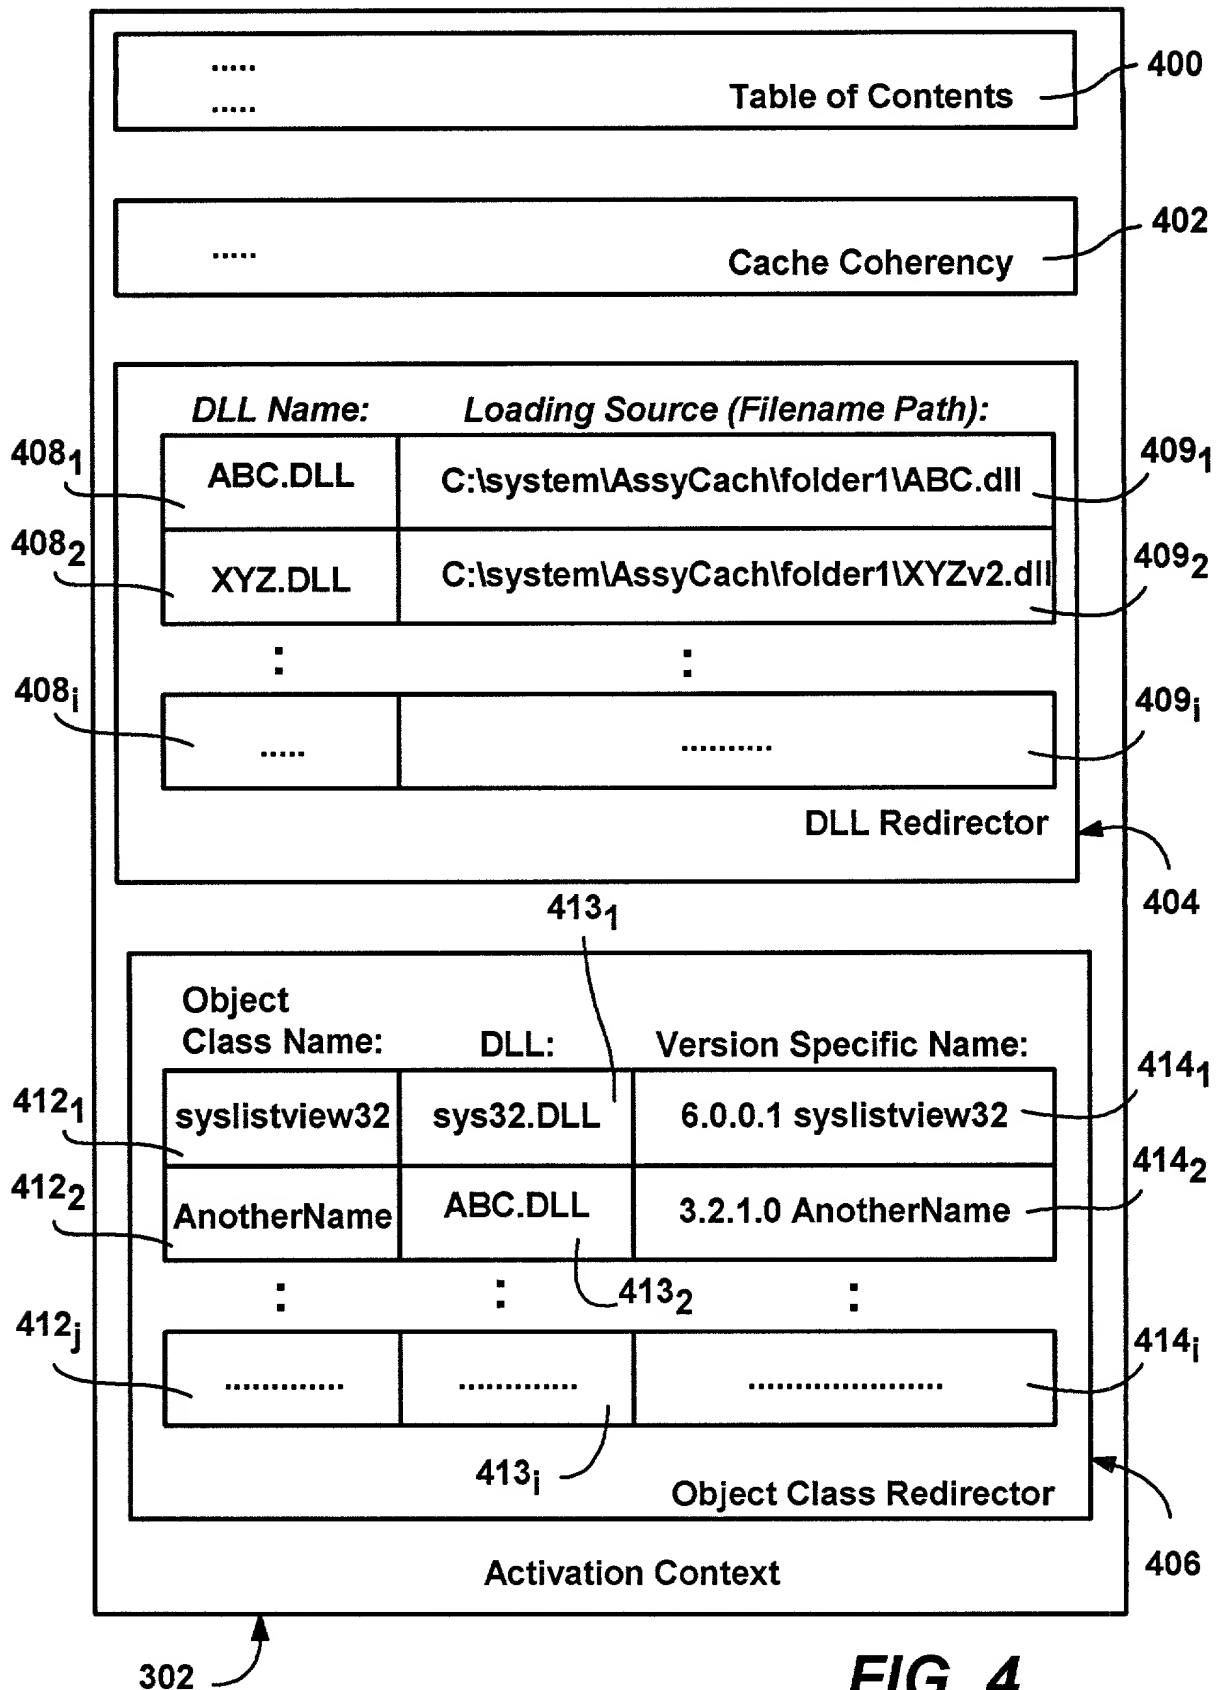 .....
400
.....
Table of Contents
402
.....
Cache Coherency
DLL Name: Loading Source (Filename Path):
408₁ ABC.DLL C:\system\AssyCach\folder1\ABC.dll 409₁
408₂ XYZ.DLL C:\system\AssyCach\folder1\XYZv2.dll 409₂
: :
408ᵢ ..... .......... 409ᵢ
DLL Redirector
404
413₁
Object
Class Name: DLL: Version Specific Name:
412₁ syslistview32 sys32.DLL 6.0.0.1 syslistview32 414₁
412₂ AnotherName ABC.DLL 3.2.1.0 AnotherName 414₂
: : :
413₂
412ⱼ ............. ............. ..................... 414ᵢ
413ᵢ
Object Class Redirector
406
Activation Context
302
FIG. 4